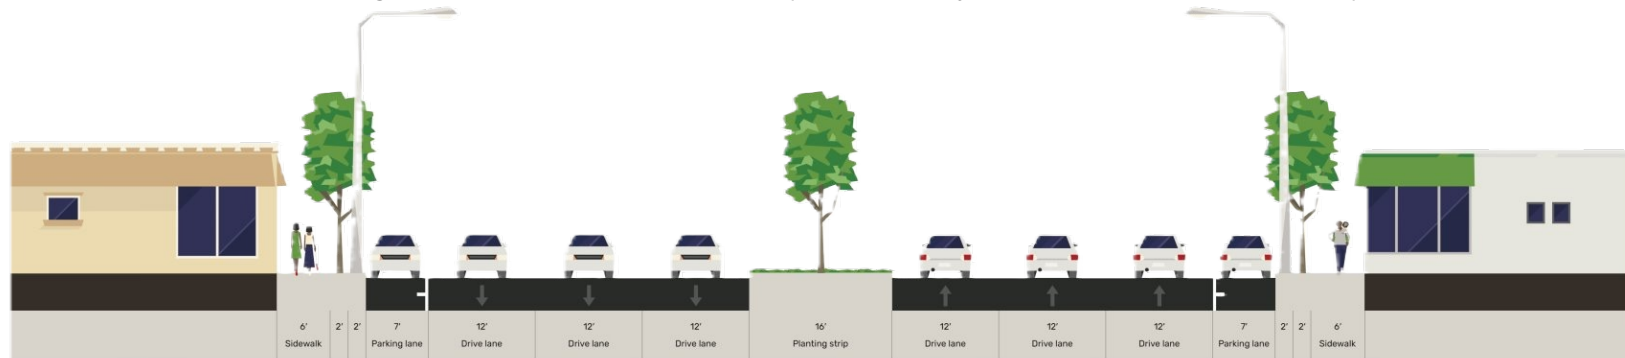 6' 2' 2' 7' 12' 12' 12' 16' 12' 12' 12' 7' 2' 2' 6'
Sidewalk Parking lane Drive lane Drive lane Drive lane Planting strip Drive lane Drive lane Drive lane Parking lane Sidewalk